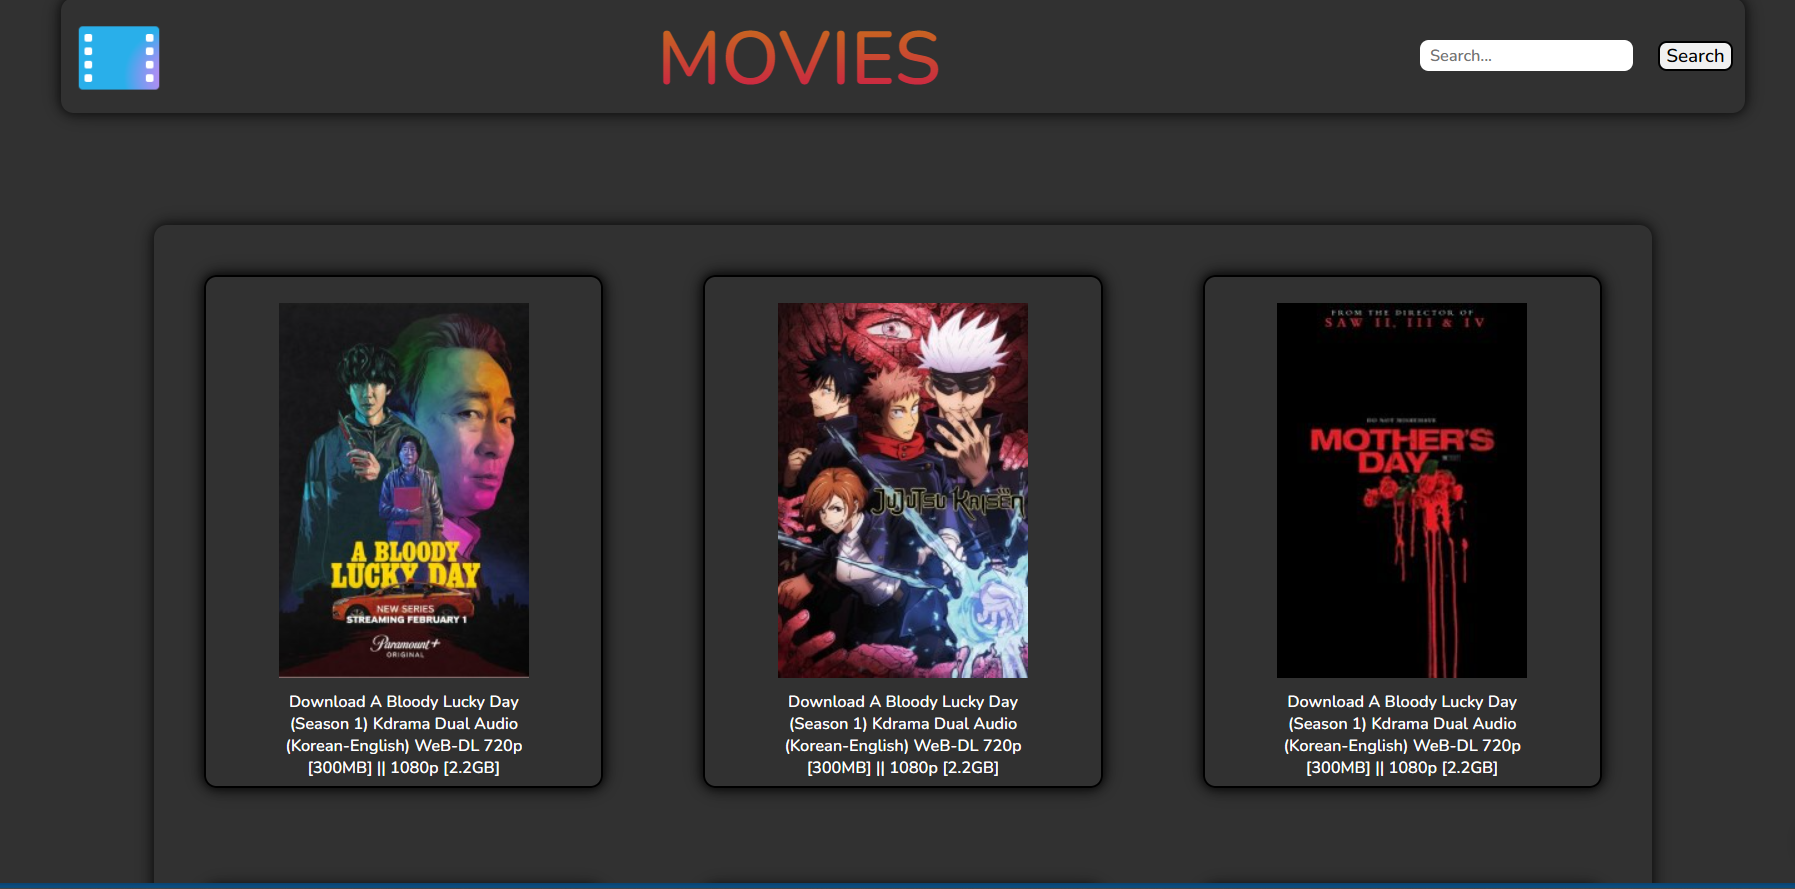 MOVIES
Search...
Search
A BLOODY
LUCKY DAY
NEW SERIES
STREAMING FEBRUARY 1
Paramount+
ORIGINAL
Download A Bloody Lucky Day
(Season 1) Kdrama Dual Audio
(Korean-English) WeB-DL 720p
[300MB] || 1080p [2.2GB]
JUJUTSU KAISEN
Download A Bloody Lucky Day
(Season 1) Kdrama Dual Audio
(Korean-English) WeB-DL 720p
[300MB] || 1080p [2.2GB]
FROM THE DIRECTOR OF
SAW II, III & IV
MOTHER'S
DAY
Download A Bloody Lucky Day
(Season 1) Kdrama Dual Audio
(Korean-English) WeB-DL 720p
[300MB] || 1080p [2.2GB]